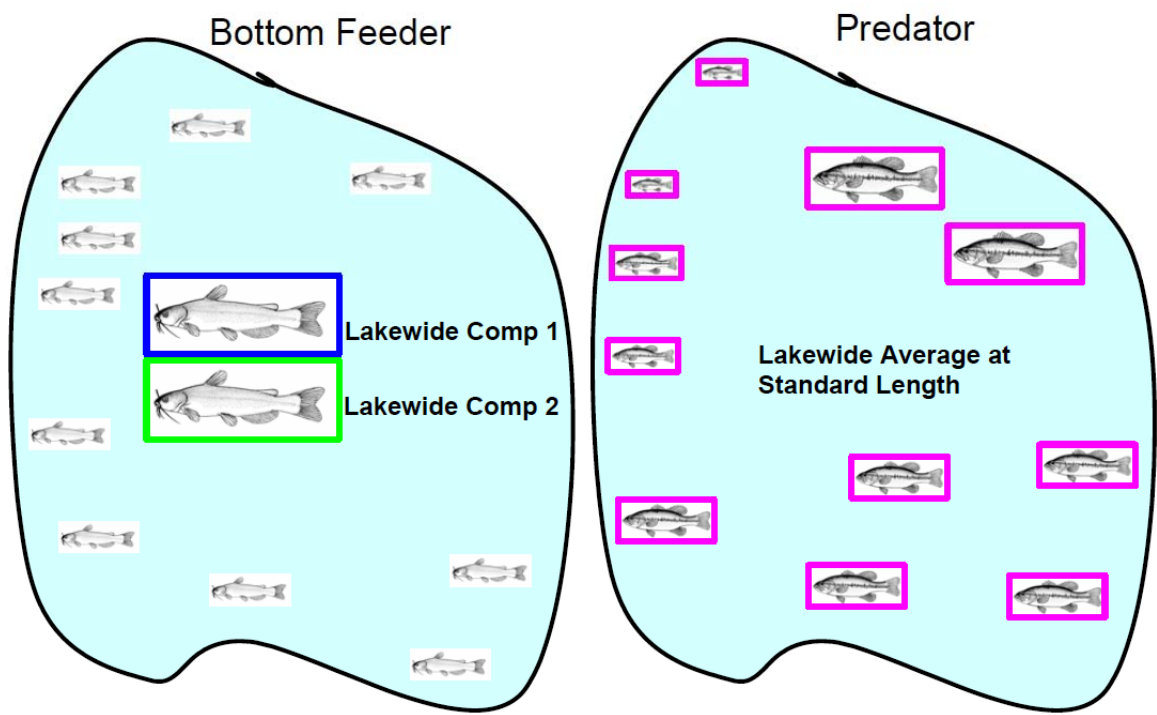 Bottom Feeder
Predator
Lakewide Comp 1
Lakewide Comp 2
Lakewide Average at
Standard Length